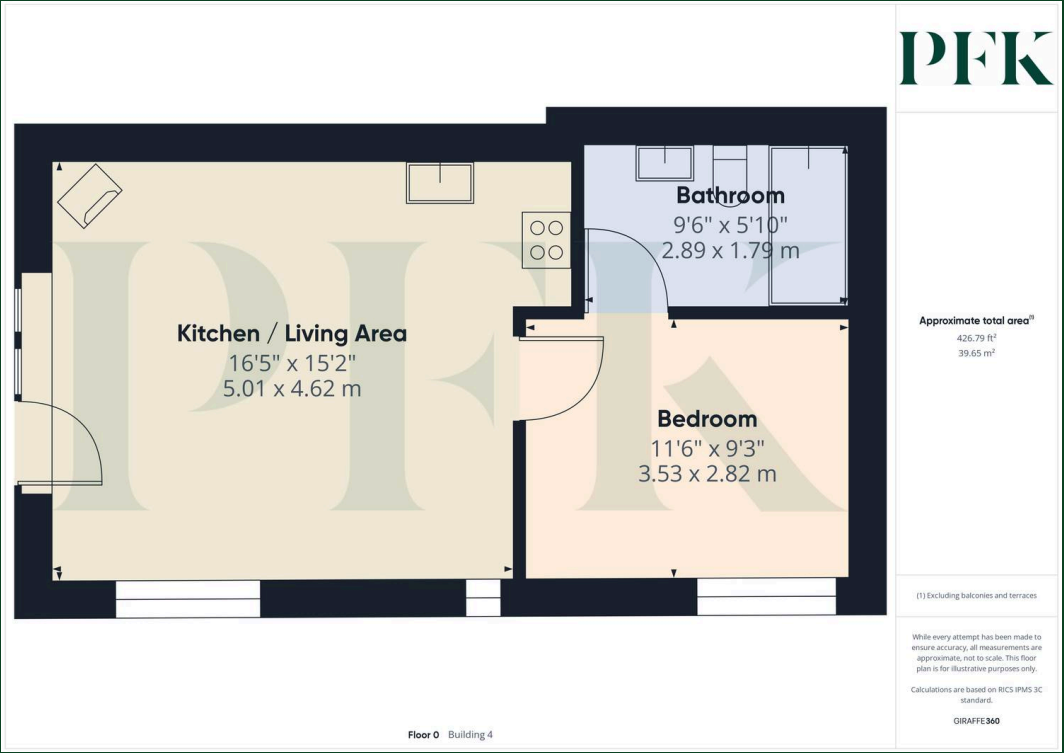 PFK
Bathroom
9'6" x 5'10"
2.89 x 1.79 m
Kitchen / Living Area
16'5" x 15'2"
5.01 x 4.62 m
Bedroom
11'6" x 9'3"
3.53 x 2.82 m
PFK
Floor 0 Building 4
Approximate total area(1)
426.79 ft²
39.65 m²
(1) Excluding balconies and terraces
While every attempt has been made to
ensure accuracy, all measurements are
approximate, not to scale. This floor
plan is for illustrative purposes only.
Calculations are based on RICS IPMS 3C
standard.
GIRAFFE360